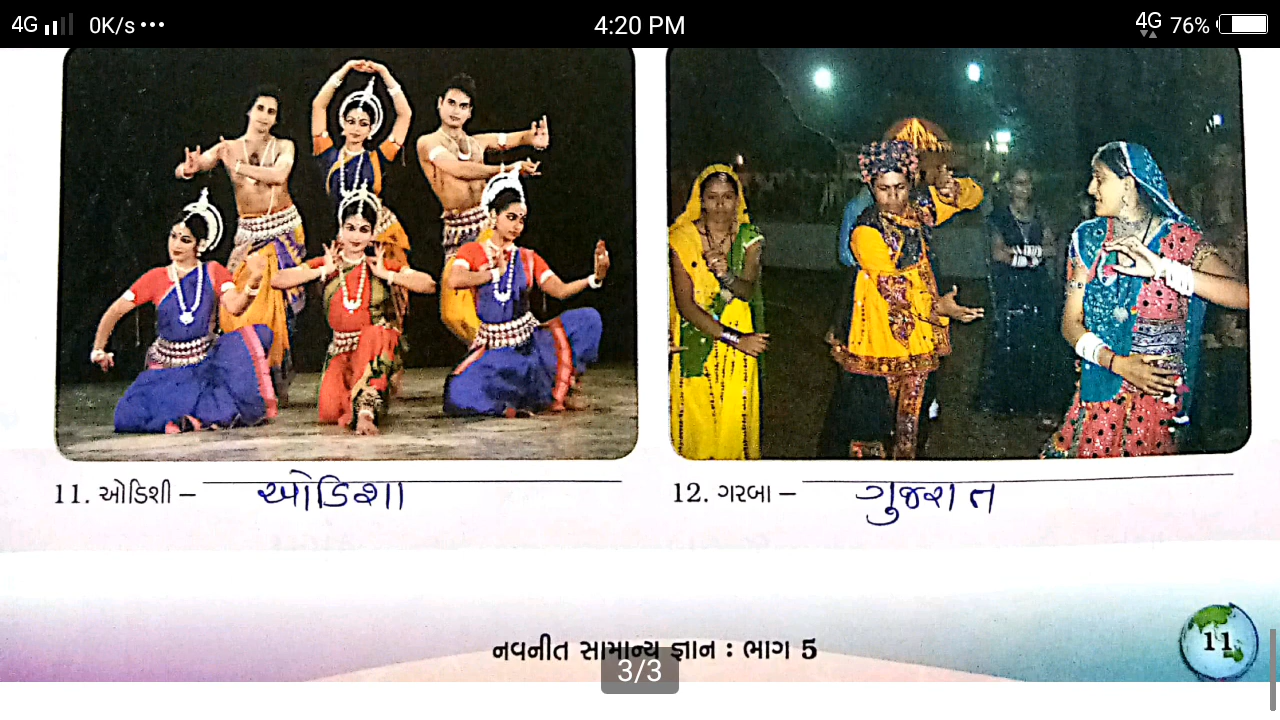 4G 0K/s ••• 4:20 PM 4G 76%
11. ઓડિશી – ઓડિશા
12. ગરબા – ગુજરાત
નવનીત સામાન્ય જ્ઞાન : ભાગ 5
11
3/3